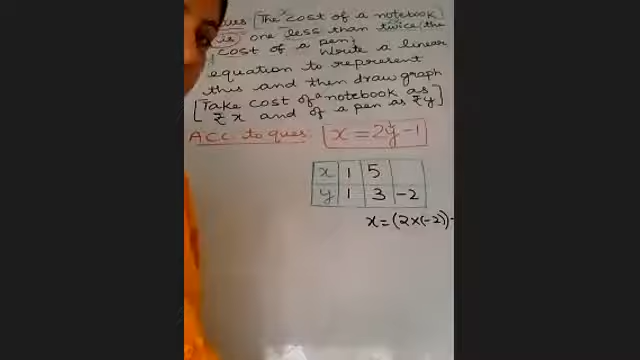 ues [The cost of a notebook]
is one less than twice the
cost of a pen. Write a linear
equation to represent
this and then draw graph
[Take cost of a notebook as
₹x and of a pen as ₹y]
ACC. to ques: x = 2y - 1
x 1 5
y 1 3 -2
x = (2x(-2)) -